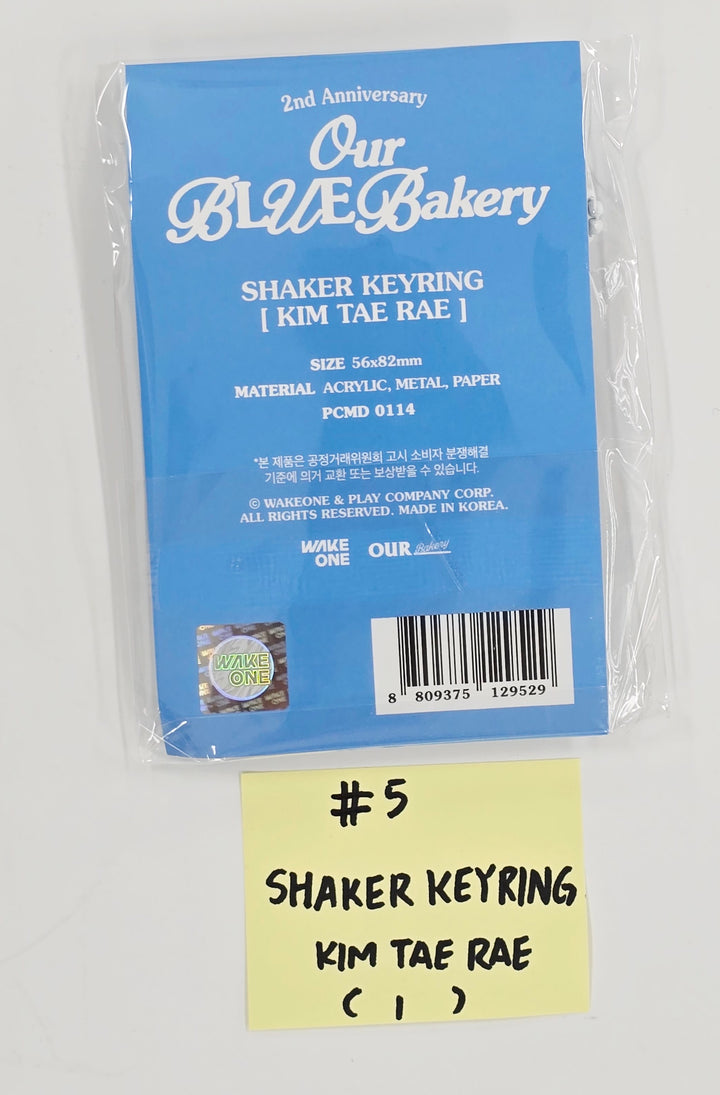 2nd Anniversary
Our
BLUE Bakery
SHAKER KEYRING
[ KIM TAE RAE ]
SIZE 56x82mm
MATERIAL ACRYLIC, METAL, PAPER
PCMD 0114
*본 제품은 공정거래위원회 고시 소비자 분쟁해결
기준에 의거 교환 또는 보상받을 수 있습니다.
© WAKEONE & PLAY COMPANY CORP.
ALL RIGHTS RESERVED. MADE IN KOREA.
WAKE
ONE
OUR Bakery
WAKE
ONE
8 809375 129529
#5
SHAKER KEYRING
KIM TAE RAE
( 1 )